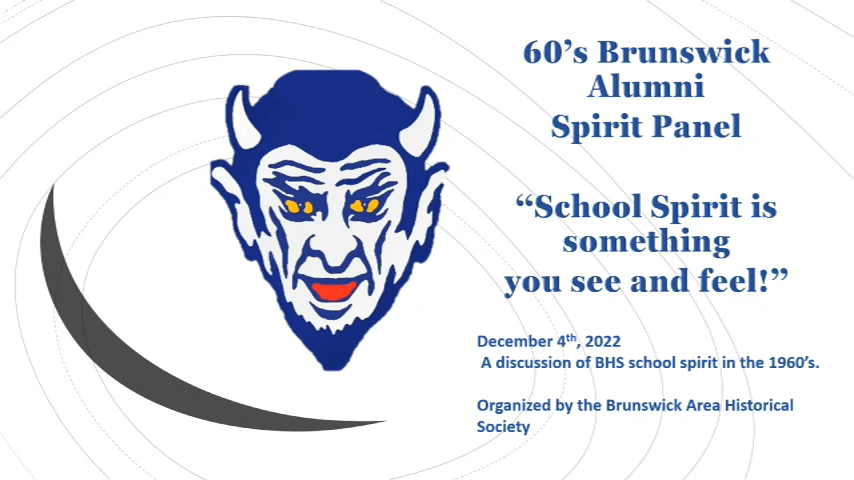 60’s Brunswick
Alumni
Spirit Panel
“School Spirit is
something
you see and feel!”
December 4th, 2022
A discussion of BHS school spirit in the 1960’s.
Organized by the Brunswick Area Historical
Society